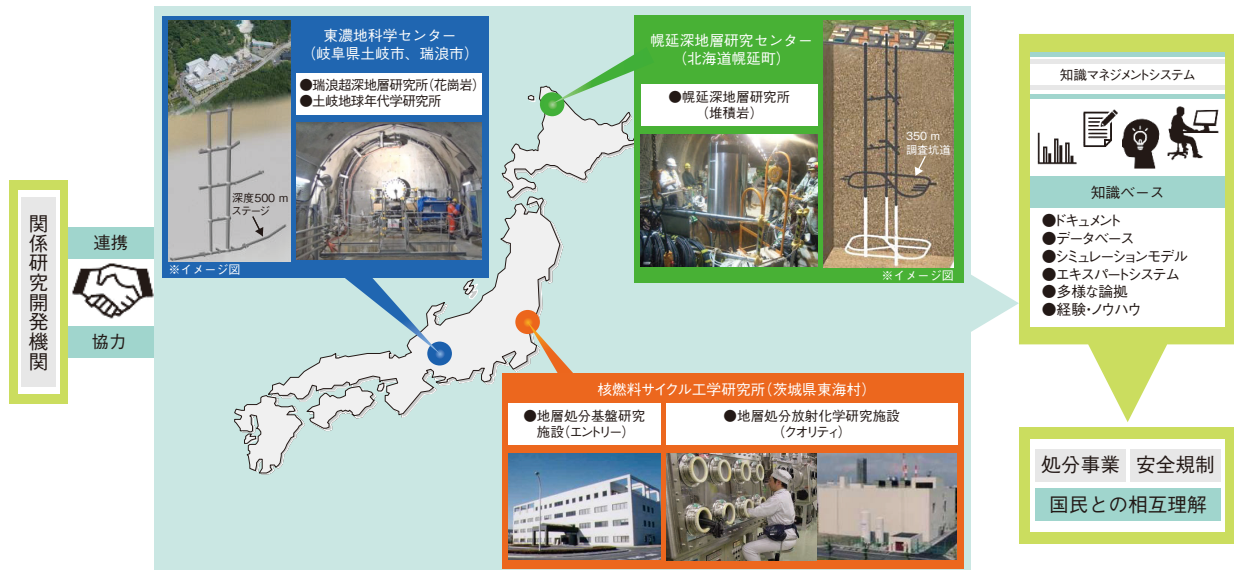 関係研究開発機関
連携
協力
東濃地科学センター
(岐阜県土岐市、瑞浪市)
●瑞浪超深地層研究所(花崗岩)
●土岐地球年代学研究所
深度500 m
ステージ
※イメージ図
幌延深地層研究センター
(北海道幌延町)
●幌延深地層研究所
(堆積岩)
350 m
調査坑道
※イメージ図
核燃料サイクル工学研究所(茨城県東海村)
●地層処分基盤研究
施設(エントリー)
●地層処分放射化学研究施設
(クオリティ)
知識マネジメントシステム
知識ベース
●ドキュメント
●データベース
●シミュレーションモデル
●エキスパートシステム
●多様な論拠
●経験・ノウハウ
処分事業 安全規制
国民との相互理解